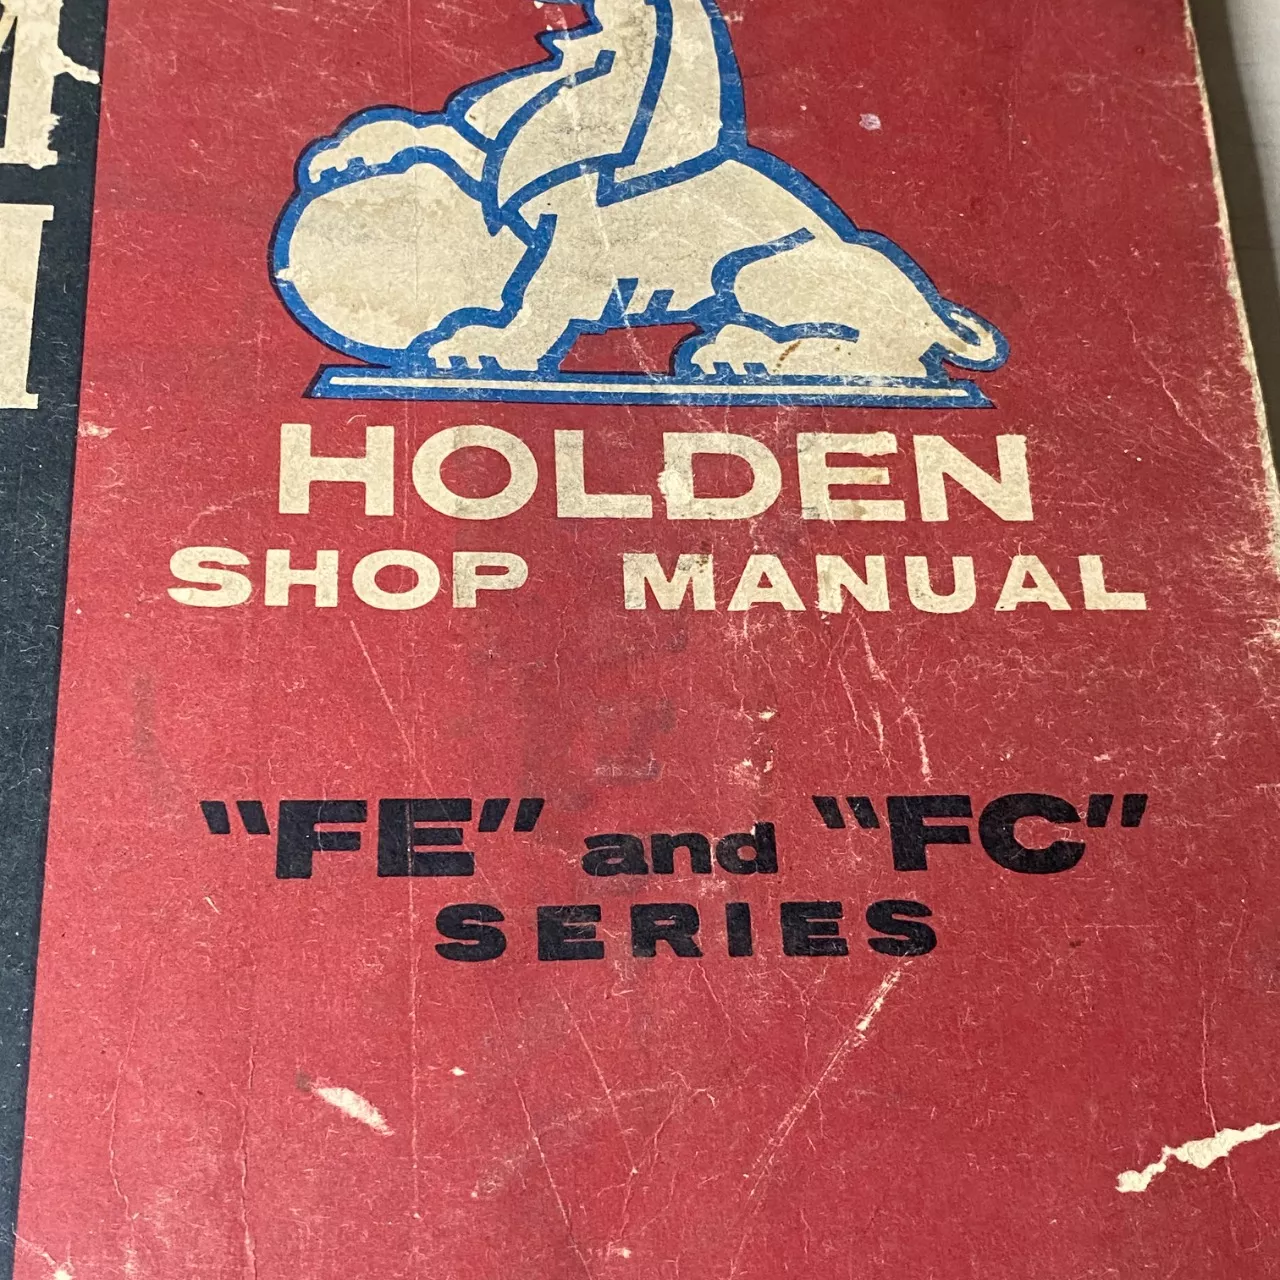 HOLDEN
SHOP MANUAL
"FE" and "FC"
SERIES